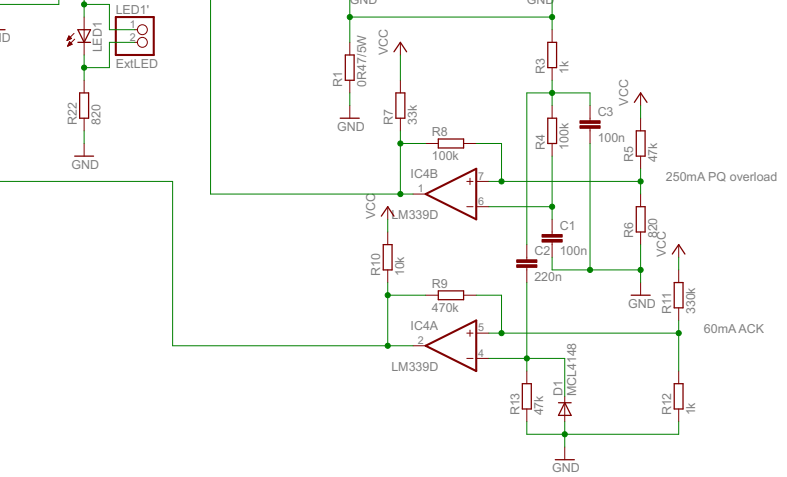 GND
GND
LED1'
1
2
ExtLED
LED1
R22
820
GND
R1
0R47/5W
GND
VCC
R7
33k
R8
100k
IC4B
1
7
6
LM339D
R3
1k
R4
100k
C3
100n
VCC
R5
47k
250mA PQ overload
R6
820
C1
100n
C2
220n
GND
VCC
R10
10k
R9
470k
IC4A
2
5
4
LM339D
VCC
R11
330k
60mA ACK
R13
47k
D1
MCL4148
R12
1k
GND